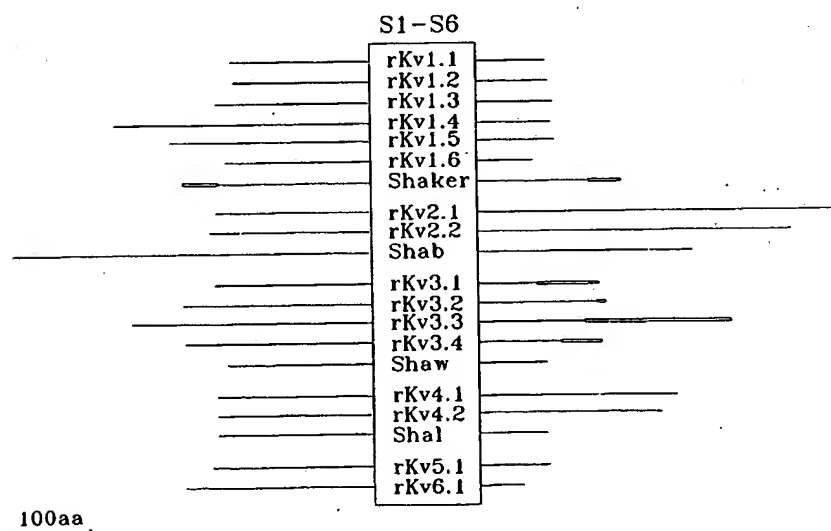 S1-S6
rKv1.1
rKv1.2
rKv1.3
rKv1.4
rKv1.5
rKv1.6
Shaker
rKv2.1
rKv2.2
Shab
rKv3.1
rKv3.2
rKv3.3
rKv3.4
Shaw
rKv4.1
rKv4.2
Shal
rKv5.1
rKv6.1
100aa